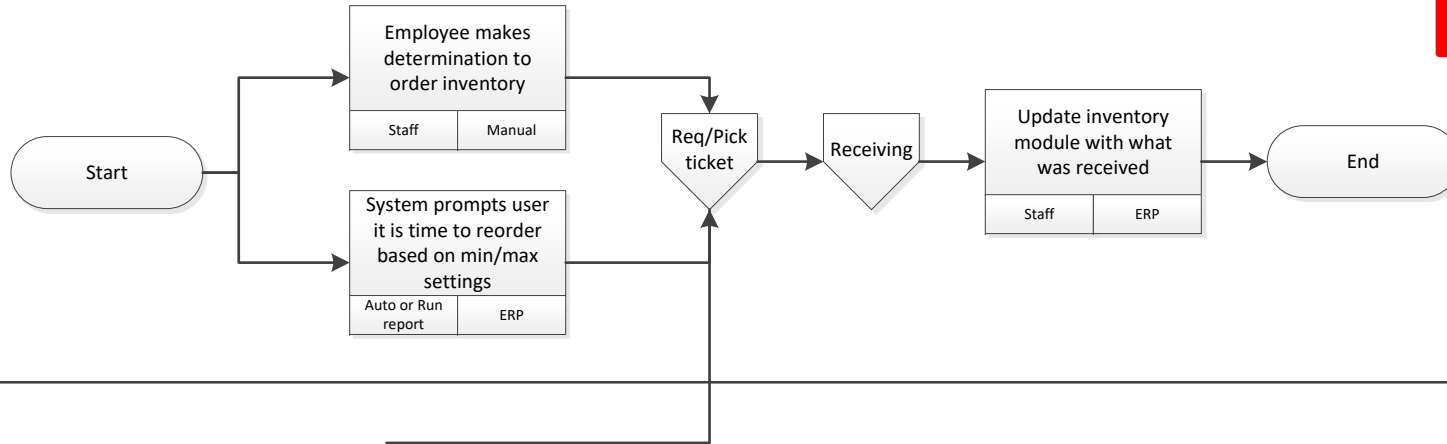 Start
Employee makes
determination to
order inventory
Staff
Manual
System prompts user
it is time to reorder
based on min/max
settings
Auto or Run
report
ERP
Req/Pick
ticket
Receiving
Update inventory
module with what
was received
Staff
ERP
End